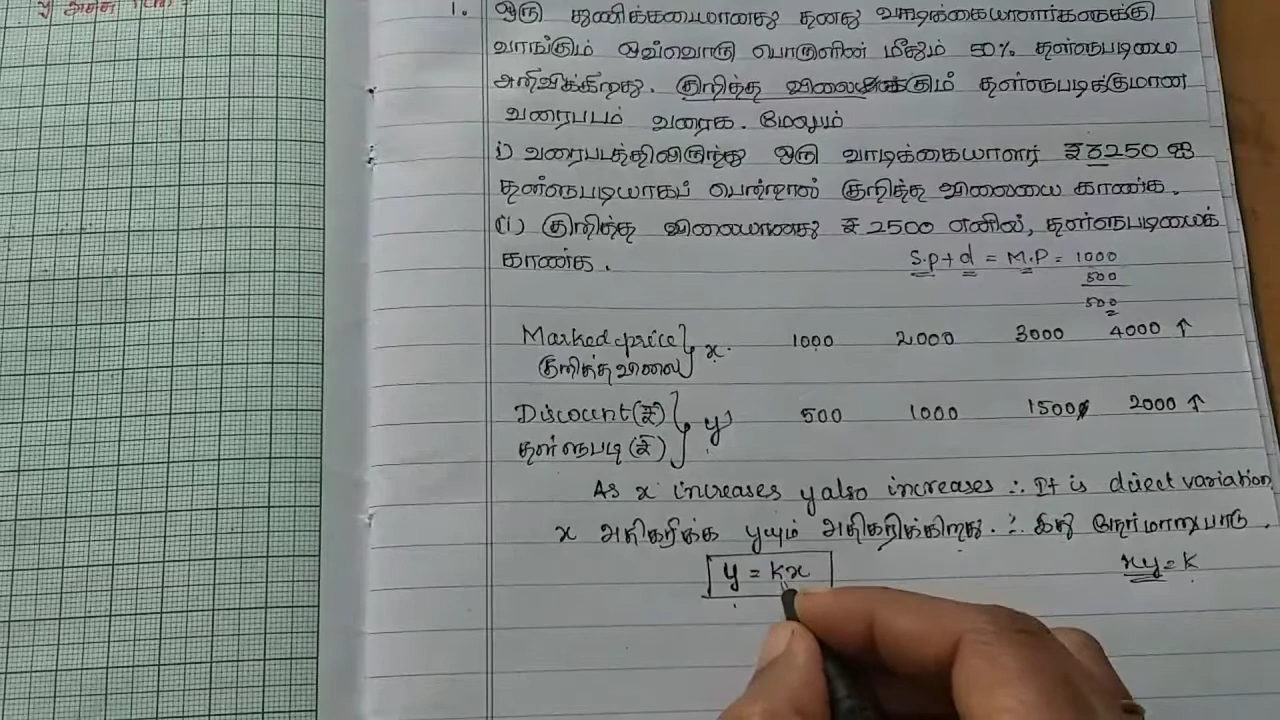 1. ஒரு துணிக்கடையானது தனது வாடிக்கையாளர்களுக்கு
வாங்கும் ஒவ்வொரு பொருளின் மீதும் 50% தள்ளுபடியை
அறிவிக்கிறது. குறித்த விலைக்கும் தள்ளுபடிக்குமான
வரைபடம் வரைக. மேலும்
i) வரைபடத்திலிருந்து ஒரு வாடிக்கையாளர் ₹3250 ஐ
தள்ளுபடியாகப் பெற்றால் குறித்த விலையை காண்க.
(ii) குறித்த விலையானது ₹ 2500 எனில், தள்ளுபடியைக்
காண்க.
S.p + d = M.P = 1000
500
500
Marked price } x. 1000 2000 3000 4000 ↑
குறித்த விலை
Discount (₹) } y 500 1000 1500 2000 ↑
தள்ளுபடி (₹)
As x increases y also increases ∴ It is direct variation
x அதிகரிக்க yயும் அதிகரிக்கிறது. ∴ இது நேர்மாறுபாடு.
y = kx xy = k